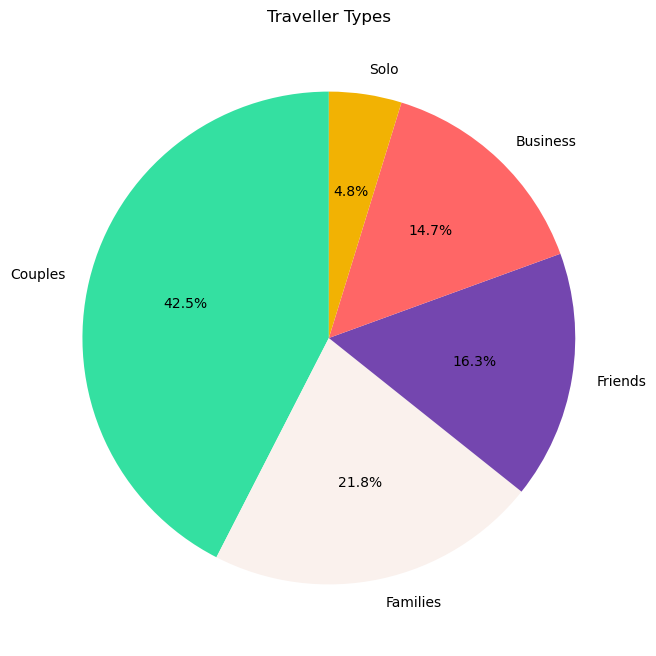 Traveller Types
Solo
Business
4.8%
14.7%
Couples
42.5%
16.3%
Friends
21.8%
Families